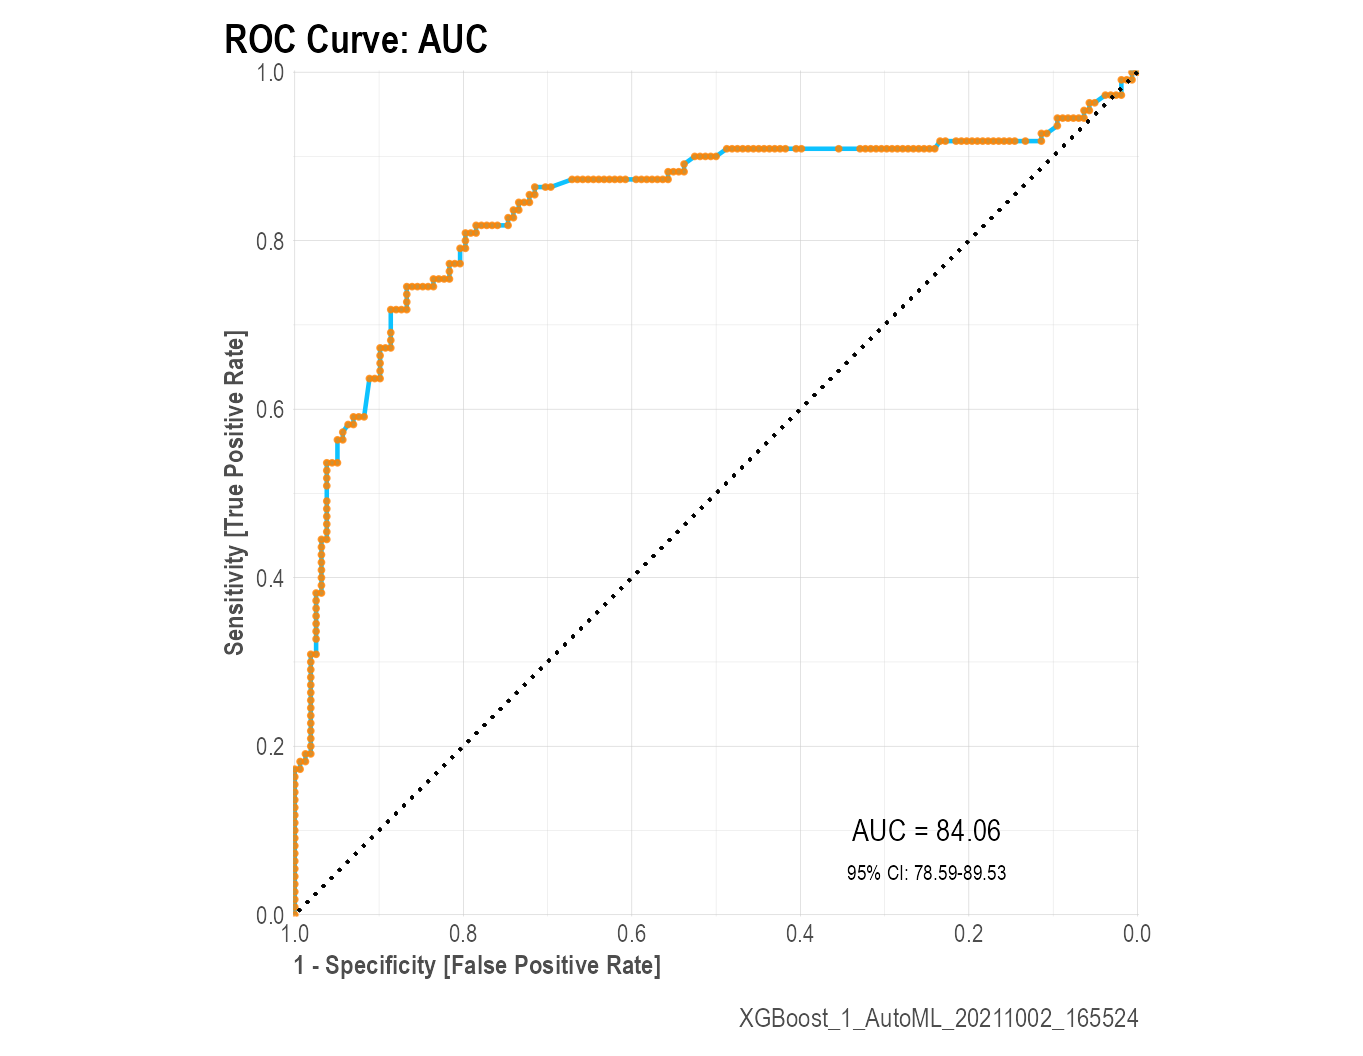 ROC Curve: AUC
Sensitivity [True Positive Rate]
1.0
0.8
0.6
0.4
0.2
0.0
AUC = 84.06
95% CI: 78.59-89.53
1.0 0.8 0.6 0.4 0.2 0.0
1 - Specificity [False Positive Rate]
XGBoost_1_AutoML_20211002_165524